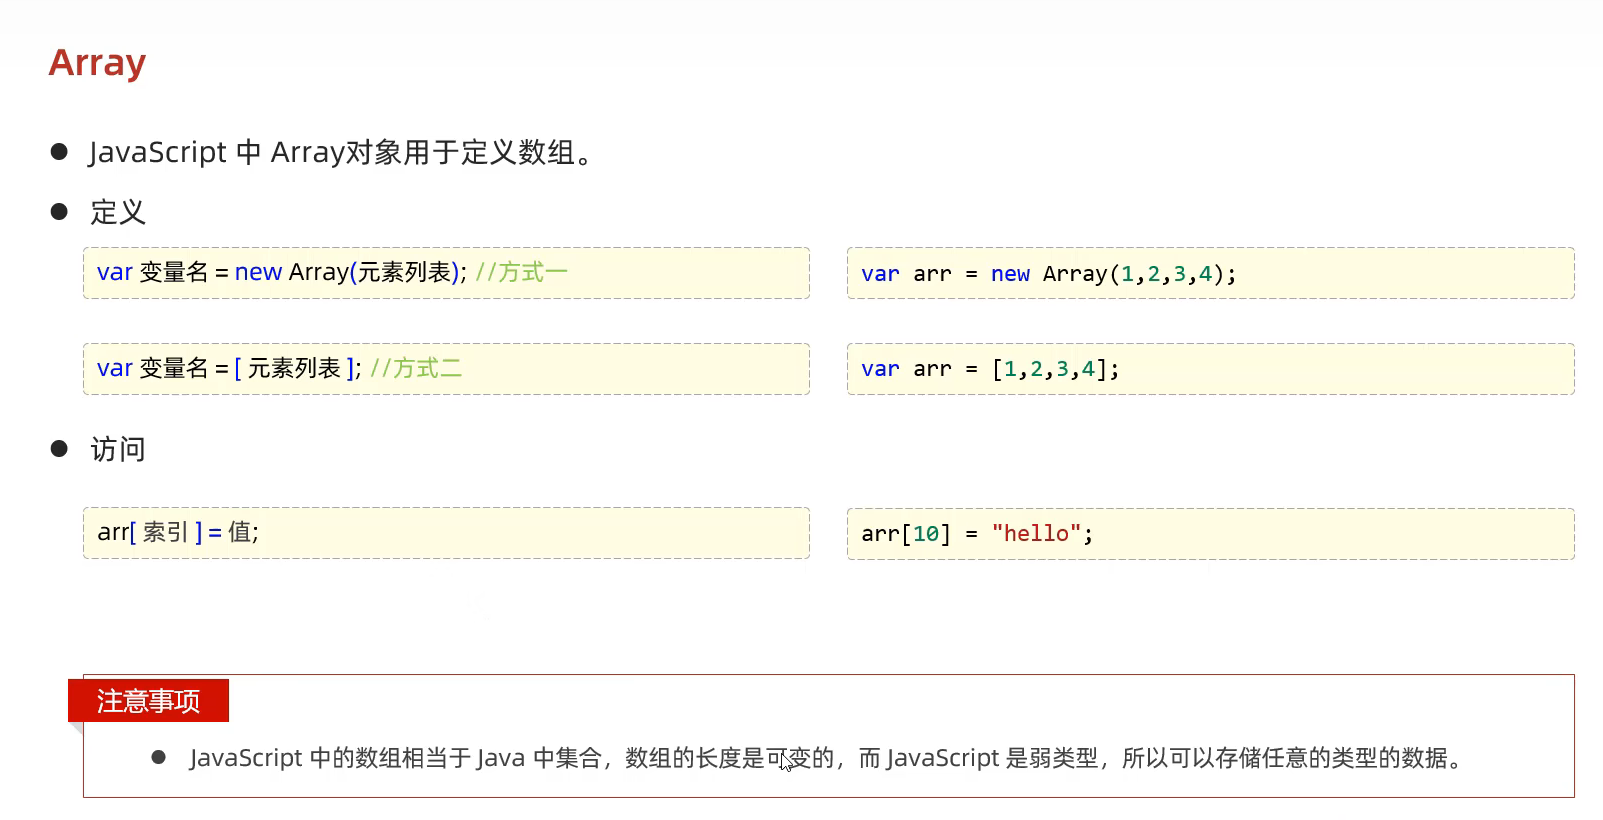 Array
JavaScript 中 Array对象用于定义数组。
定义
var 变量名 = new Array(元素列表); //方式一
var arr = new Array(1,2,3,4);
var 变量名 = [ 元素列表 ]; //方式二
var arr = [1,2,3,4];
访问
arr[ 索引 ] = 值;
arr[10] = "hello";
注意事项
JavaScript 中的数组相当于 Java 中集合，数组的长度是可变的，而 JavaScript 是弱类型，所以可以存储任意的类型的数据。